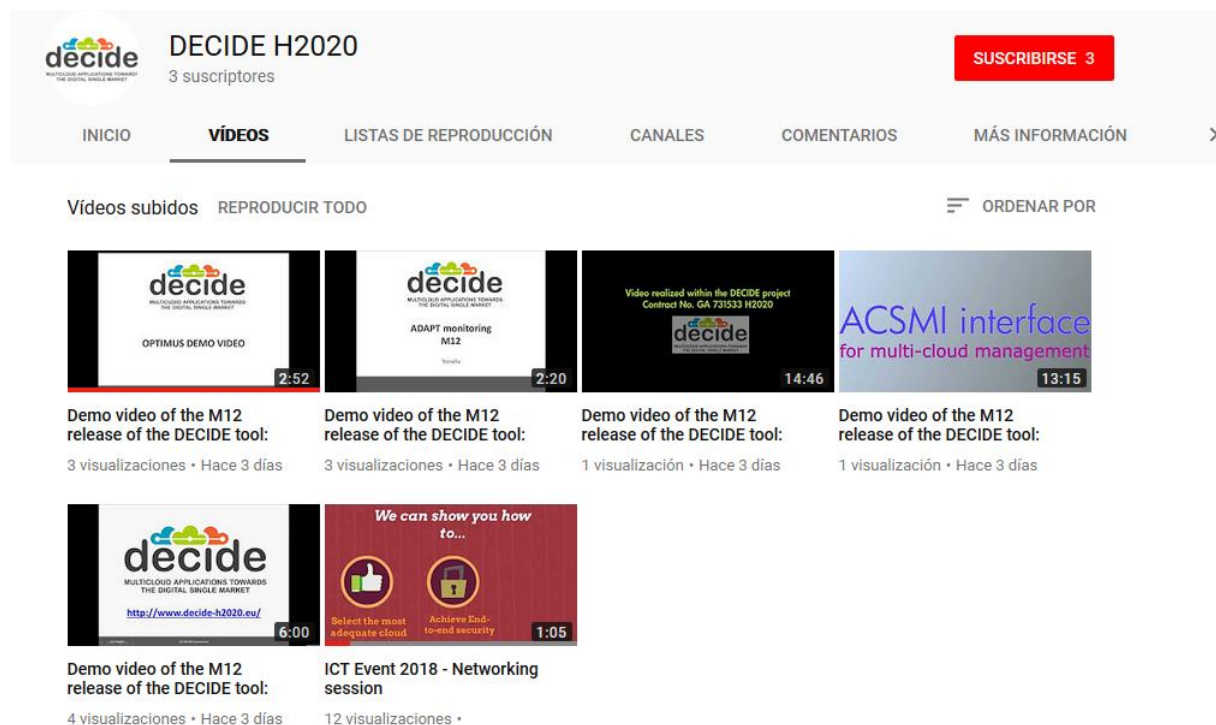 decide
MULTICLOUD APPLICATIONS TOWARDS
THE DIGITAL SINGLE MARKET
DECIDE H2020
3 suscriptores
SUSCRIBIRSE 3
INICIO VÍDEOS LISTAS DE REPRODUCCIÓN CANALES COMENTARIOS MÁS INFORMACIÓN
Vídeos subidos REPRODUCIR TODO
ORDENAR POR
decide
MULTICLOUD APPLICATIONS TOWARDS
THE DIGITAL SINGLE MARKET
OPTIMUS DEMO VIDEO
2:52
decide
MULTICLOUD APPLICATIONS TOWARDS
THE DIGITAL SINGLE MARKET
ADAPT monitoring
M12
2:20
Video realized within the DECIDE project
Contract No. GA 731533 H2020
decide
MULTICLOUD APPLICATIONS TOWARDS
THE DIGITAL SINGLE MARKET
14:46
ACSMI interface
for multi-cloud management
13:15
Demo video of the M12
release of the DECIDE tool:
3 visualizaciones • Hace 3 días
Demo video of the M12
release of the DECIDE tool:
3 visualizaciones • Hace 3 días
Demo video of the M12
release of the DECIDE tool:
1 visualización • Hace 3 días
Demo video of the M12
release of the DECIDE tool:
1 visualización • Hace 3 días
decide
MULTICLOUD APPLICATIONS TOWARDS
THE DIGITAL SINGLE MARKET
http://www.decide-h2020.eu/
6:00
We can show you how
to...
Select the most
adequate cloud
Achieve End-
to-end security
1:05
Demo video of the M12
release of the DECIDE tool:
4 visualizaciones • Hace 3 días
ICT Event 2018 - Networking
session
12 visualizaciones •